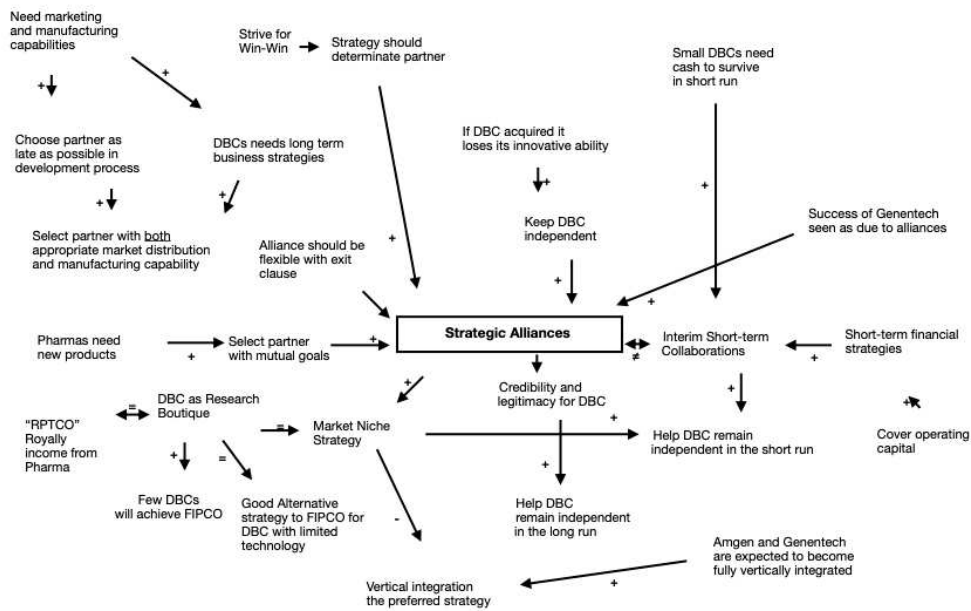 Need marketing
and manufacturing
capabilities
Strive for
Win-Win
Strategy should
determinate partner
Small DBCs need
cash to survive
in short run
+
+
Choose partner as
late as possible in
development process
DBCs needs long term
business strategies
If DBC acquired it
loses its innovative ability
+
+
+
+
Select partner with both
appropriate market distribution
and manufacturing capability
Alliance should be
flexible with exit
clause
+
Keep DBC
independent
Success of Genentech
seen as due to alliances
+
+
Strategic Alliances
Pharmas need
new products
+
Select partner
with mutual goals
+
≠
Interim Short-term
Collaborations
+
Short-term financial
strategies
+
Credibility and
legitimacy for DBC
+
+
"RPTCO"
Royally
income from
Pharma
=
DBC as Research
Boutique
=
Market Niche
Strategy
+
Help DBC remain
independent in the short run
Cover operating
capital
+
=
+
Few DBCs
will achieve FIPCO
Good Alternative
strategy to FIPCO for
DBC with limited
technology
-
Help DBC
remain independent
in the long run
Vertical integration
the preferred strategy
+
Amgen and Genentech
are expected to become
fully vertically integrated